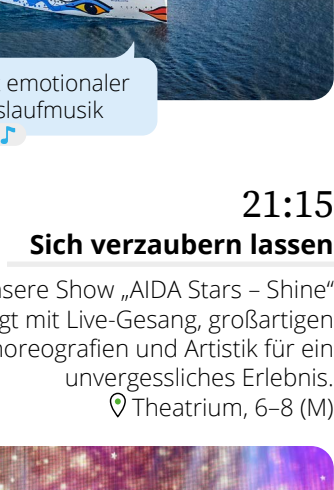 emotionaler
slaufmusik
21:15
Sich verzaubern lassen
nsere Show „AIDA Stars – Shine“
gt mit Live-Gesang, großartigen
horeografien und Artistik für ein
unvergessliches Erlebnis.
Theatrium, 6–8 (M)